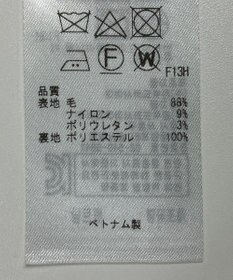 F W
F13H
品質
表地 毛 88%
ナイロン 9%
ポリウレタン 3%
裏地 ポリエステル 100%
ベトナム製